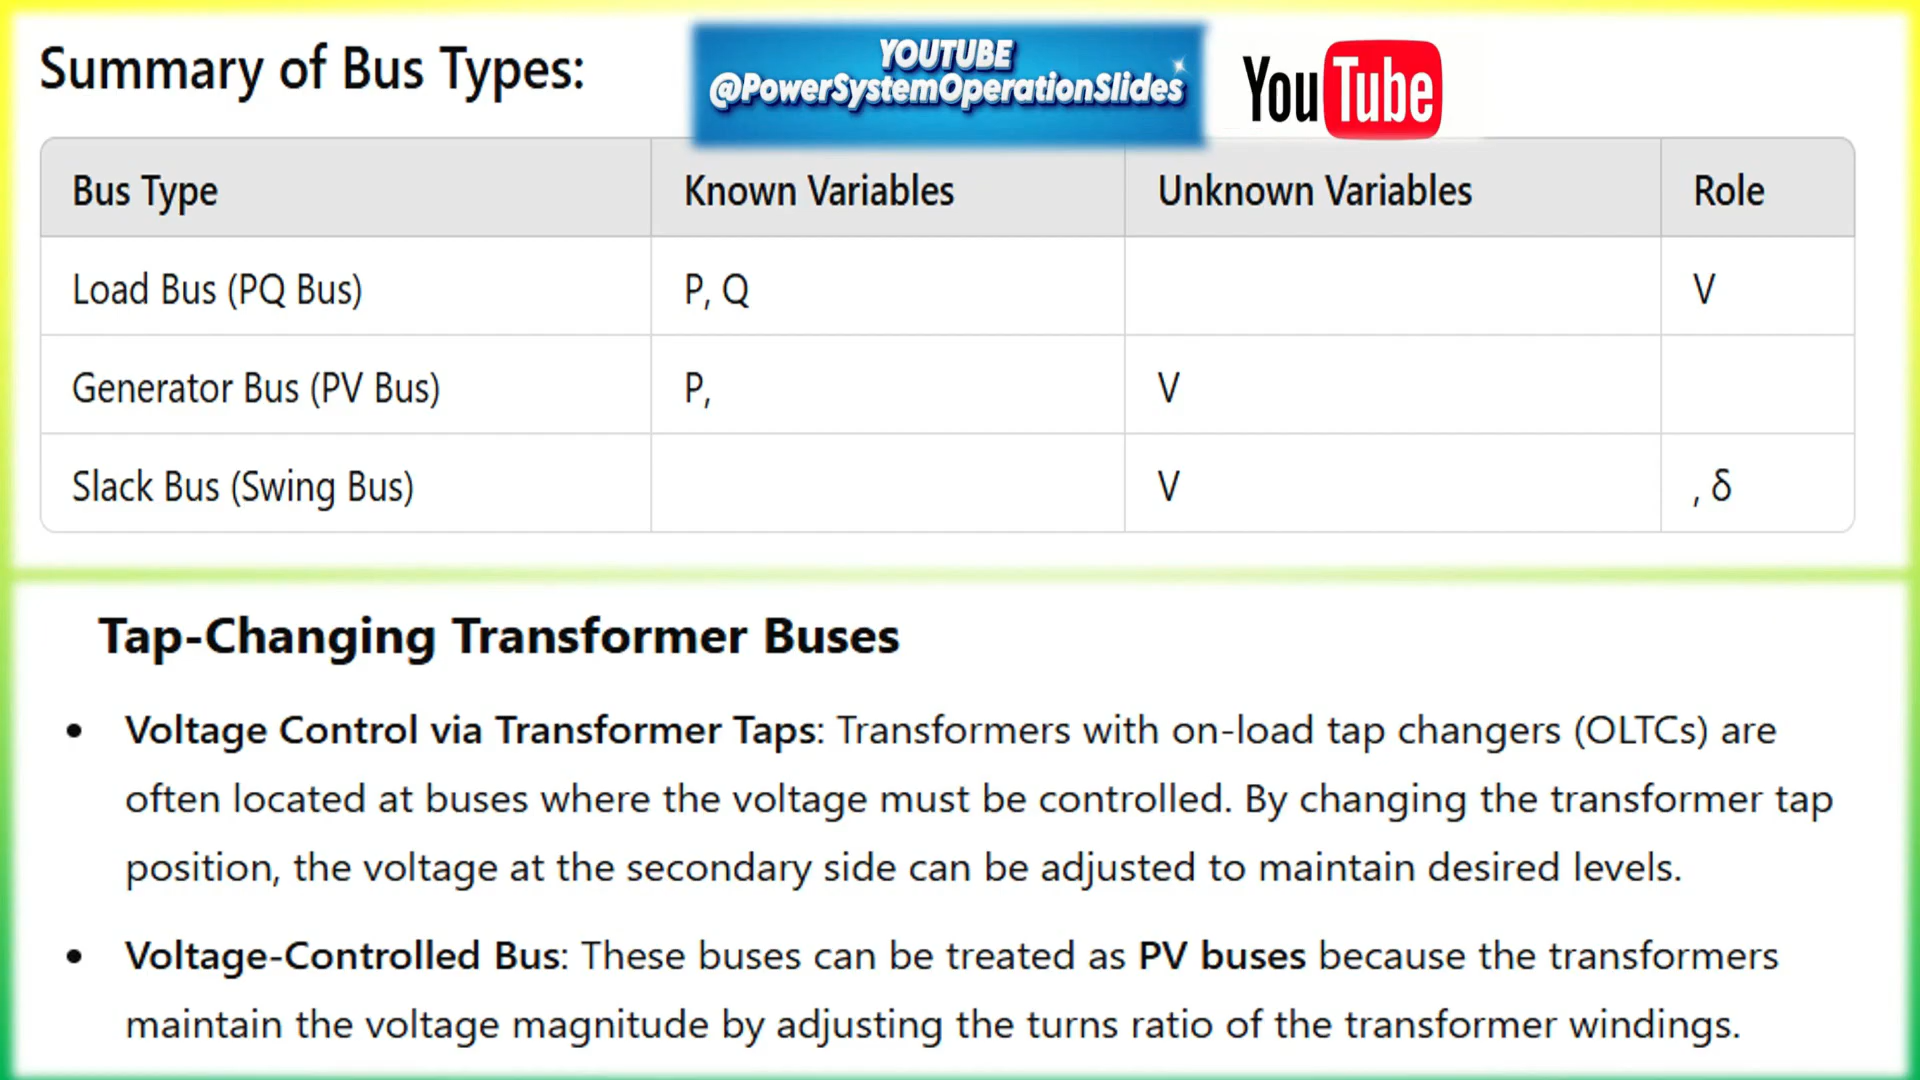 Summary of Bus Types:
YOUTUBE
@PowerSystemOperationSlides
YouTube
Bus Type Known Variables Unknown Variables Role
Load Bus (PQ Bus) P, Q V
Generator Bus (PV Bus) P, V
Slack Bus (Swing Bus) V , δ
Tap-Changing Transformer Buses
• Voltage Control via Transformer Taps: Transformers with on-load tap changers (OLTCs) are
often located at buses where the voltage must be controlled. By changing the transformer tap
position, the voltage at the secondary side can be adjusted to maintain desired levels.
• Voltage-Controlled Bus: These buses can be treated as PV buses because the transformers
maintain the voltage magnitude by adjusting the turns ratio of the transformer windings.